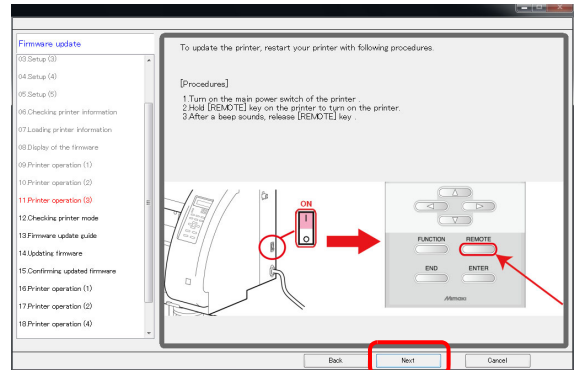 Firmware update
03.Setup (3)
04.Setup (4)
05.Setup (5)
06.Checking printer information
07.Loading printer information
08.Display of the firmware
09.Printer operation (1)
10.Printer operation (2)
11.Printer operation (3)
12.Checking printer mode
13.Firmware update guide
14.Updating firmware
15.Confirming updated firmware
16.Printer operation (1)
17.Printer operation (2)
18.Printer operation (4)
To update the printer, restart your printer with following procedures.
[Procedures]
1.Turn on the main power switch of the printer .
2.Hold [REMOTE] key on the printer to turn on the printer.
3.After a beep sounds, release [REMOTE] key .
ON
FUNCTION REMOTE
END ENTER
Mimaki
Back Next Cancel